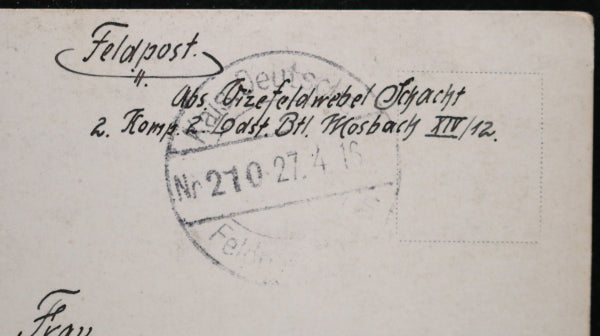 Feldpost.
Abs. Vizefeldwebel Schacht
2. Komp. 2. Ldst. Btl. Mosbach XIV/12.
Deutsche
Nr 210 · 27.4.16
Frau